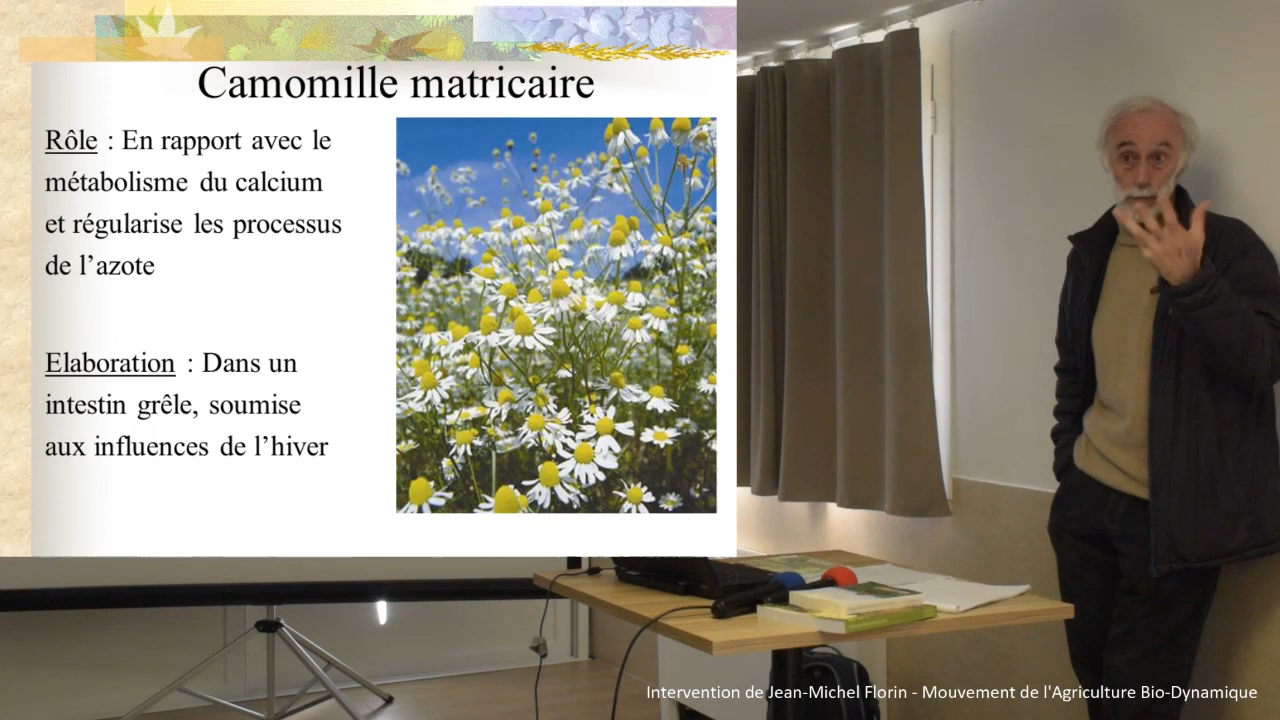 Camomille matricaire
Rôle : En rapport avec le
métabolisme du calcium
et régularise les processus
de l’azote
Elaboration : Dans un
intestin grêle, soumise
aux influences de l’hiver
Intervention de Jean-Michel Florin - Mouvement de l'Agriculture Bio-Dynamique